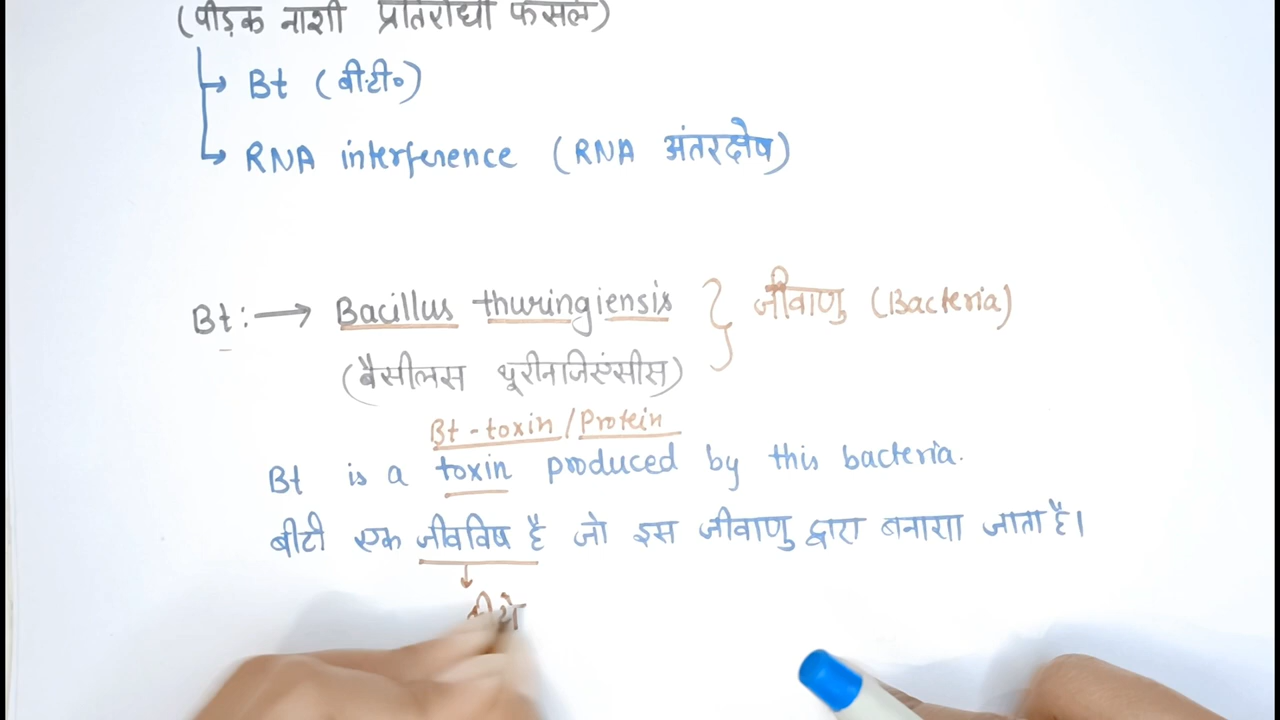 (पीड़क नाशी प्रतिरोधी फसल)
Bt (बी.टी॰)
RNA interference (RNA अंतरक्षेप)
Bt :→ Bacillus thuringiensis } जीवाणु (Bacteria)
(बैसीलस थूरीनजिएंसीस)
Bt-toxin/Protein
Bt is a toxin produced by this bacteria.
बीटी एक जीवविष है जो इस जीवाणु द्वारा बनाया जाता है।